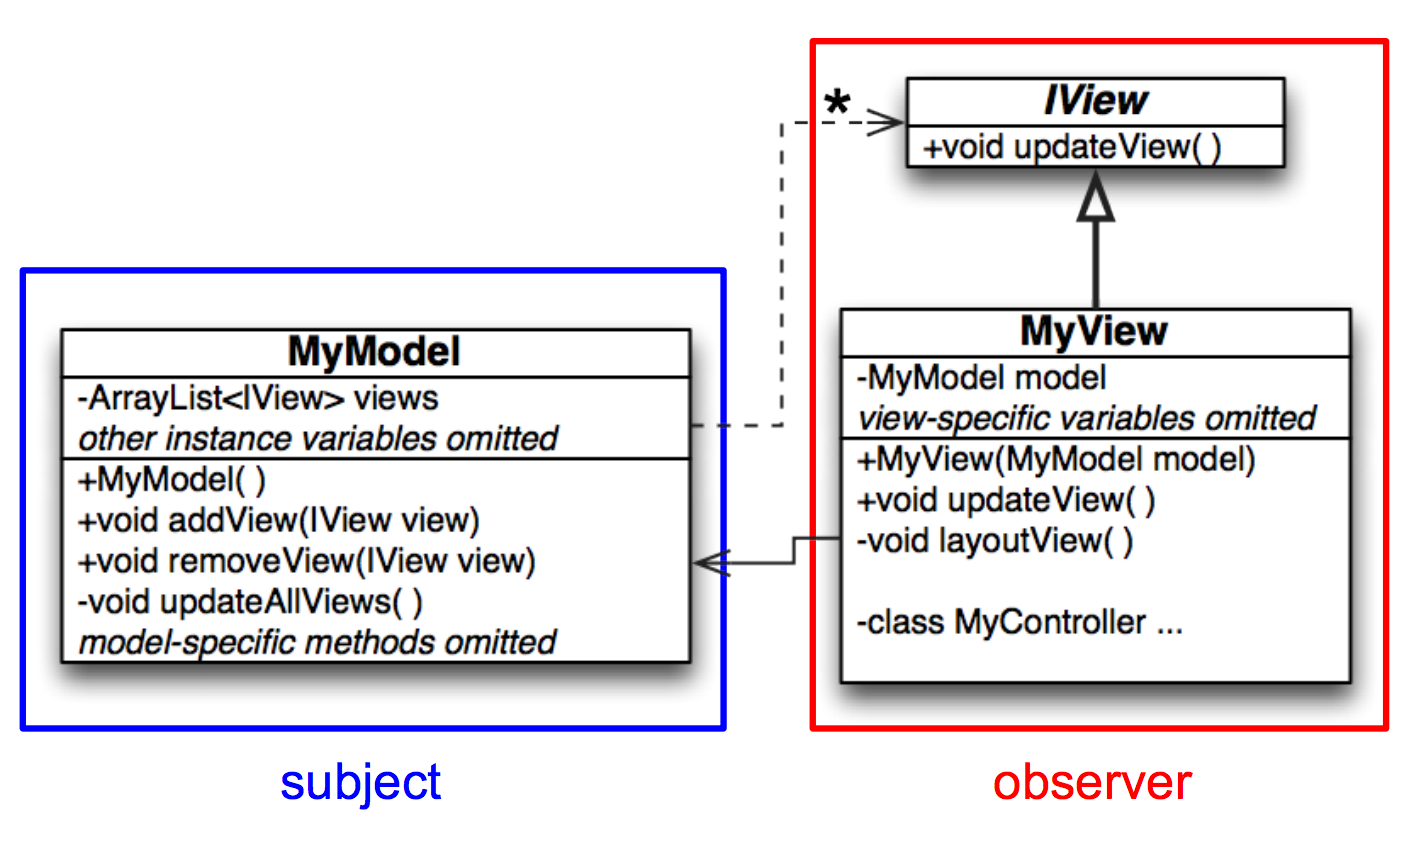 *
IView
+void updateView( )
MyModel
-ArrayList<IView> views
other instance variables omitted
+MyModel( )
+void addView(IView view)
+void removeView(IView view)
-void updateAllViews( )
model-specific methods omitted
MyView
-MyModel model
view-specific variables omitted
+MyView(MyModel model)
+void updateView( )
-void layoutView( )
-class MyController ...
subject
observer